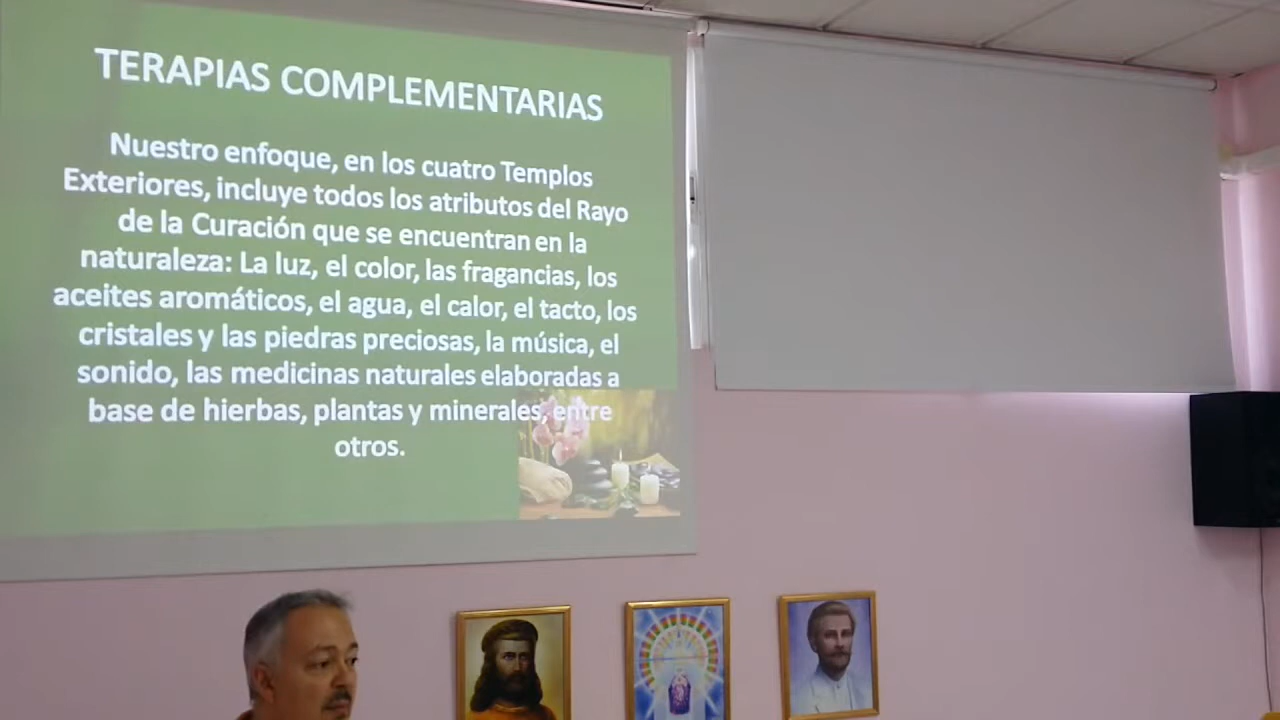 TERAPIAS COMPLEMENTARIAS
Nuestro enfoque, en los cuatro Templos
Exteriores, incluye todos los atributos del Rayo
de la Curación que se encuentran en la
naturaleza: La luz, el color, las fragancias, los
aceites aromáticos, el agua, el calor, el tacto, los
cristales y las piedras preciosas, la música, el
sonido, las medicinas naturales elaboradas a
base de hierbas, plantas y minerales, entre
otros.